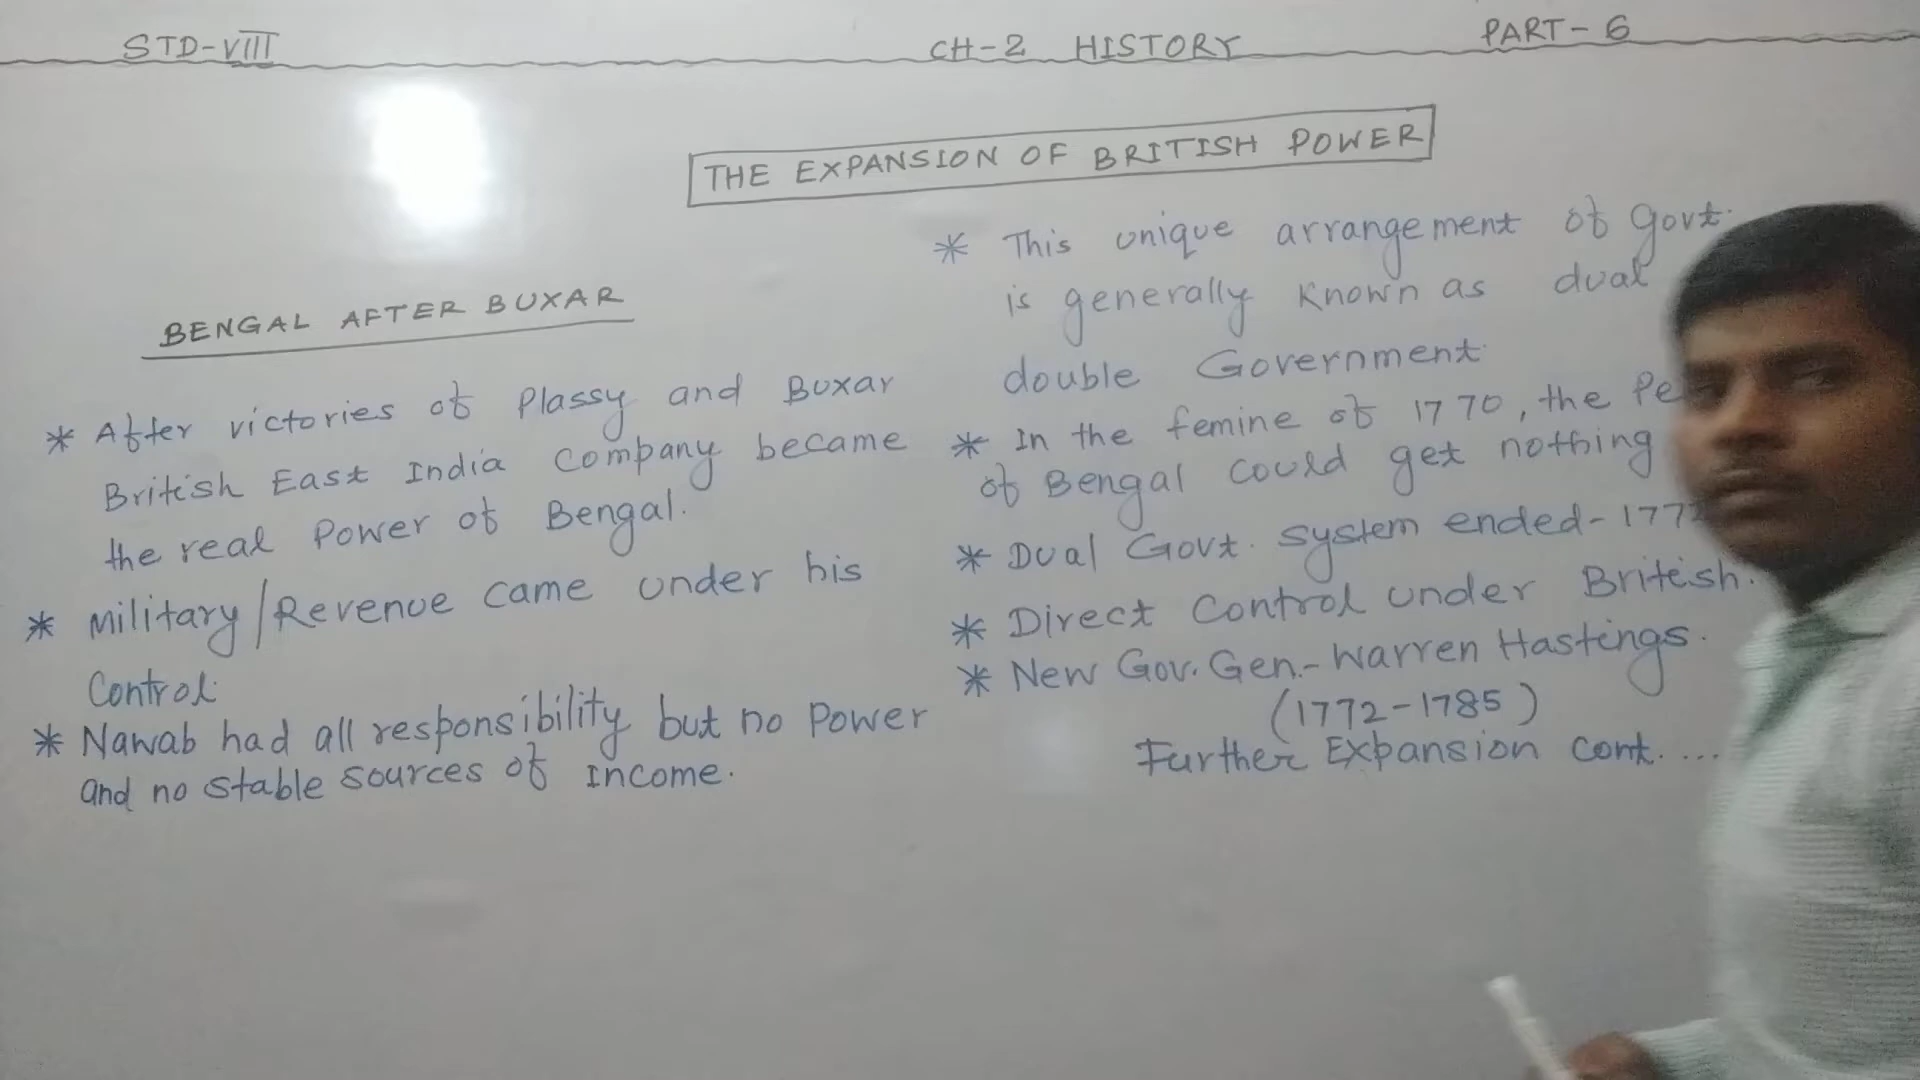 STD-VIII
CH-2 HISTORY
PART-6
THE EXPANSION OF BRITISH POWER
BENGAL AFTER BUXAR
* After victories of Plassy and Buxar
British East India Company became
the real Power of Bengal.
* Military/Revenue came under his
Control.
* Nawab had all responsibility but no Power
and no stable sources of Income.
* This unique arrangement of Govt.
is generally Known as dual
double Government.
* In the femine of 1770, the
of Bengal could get nothing
* Dual Govt. system ended-
* Direct Control under British.
* New Gov. Gen.- Warren Hastings.
(1772-1785)
Further Expansion cont. ....